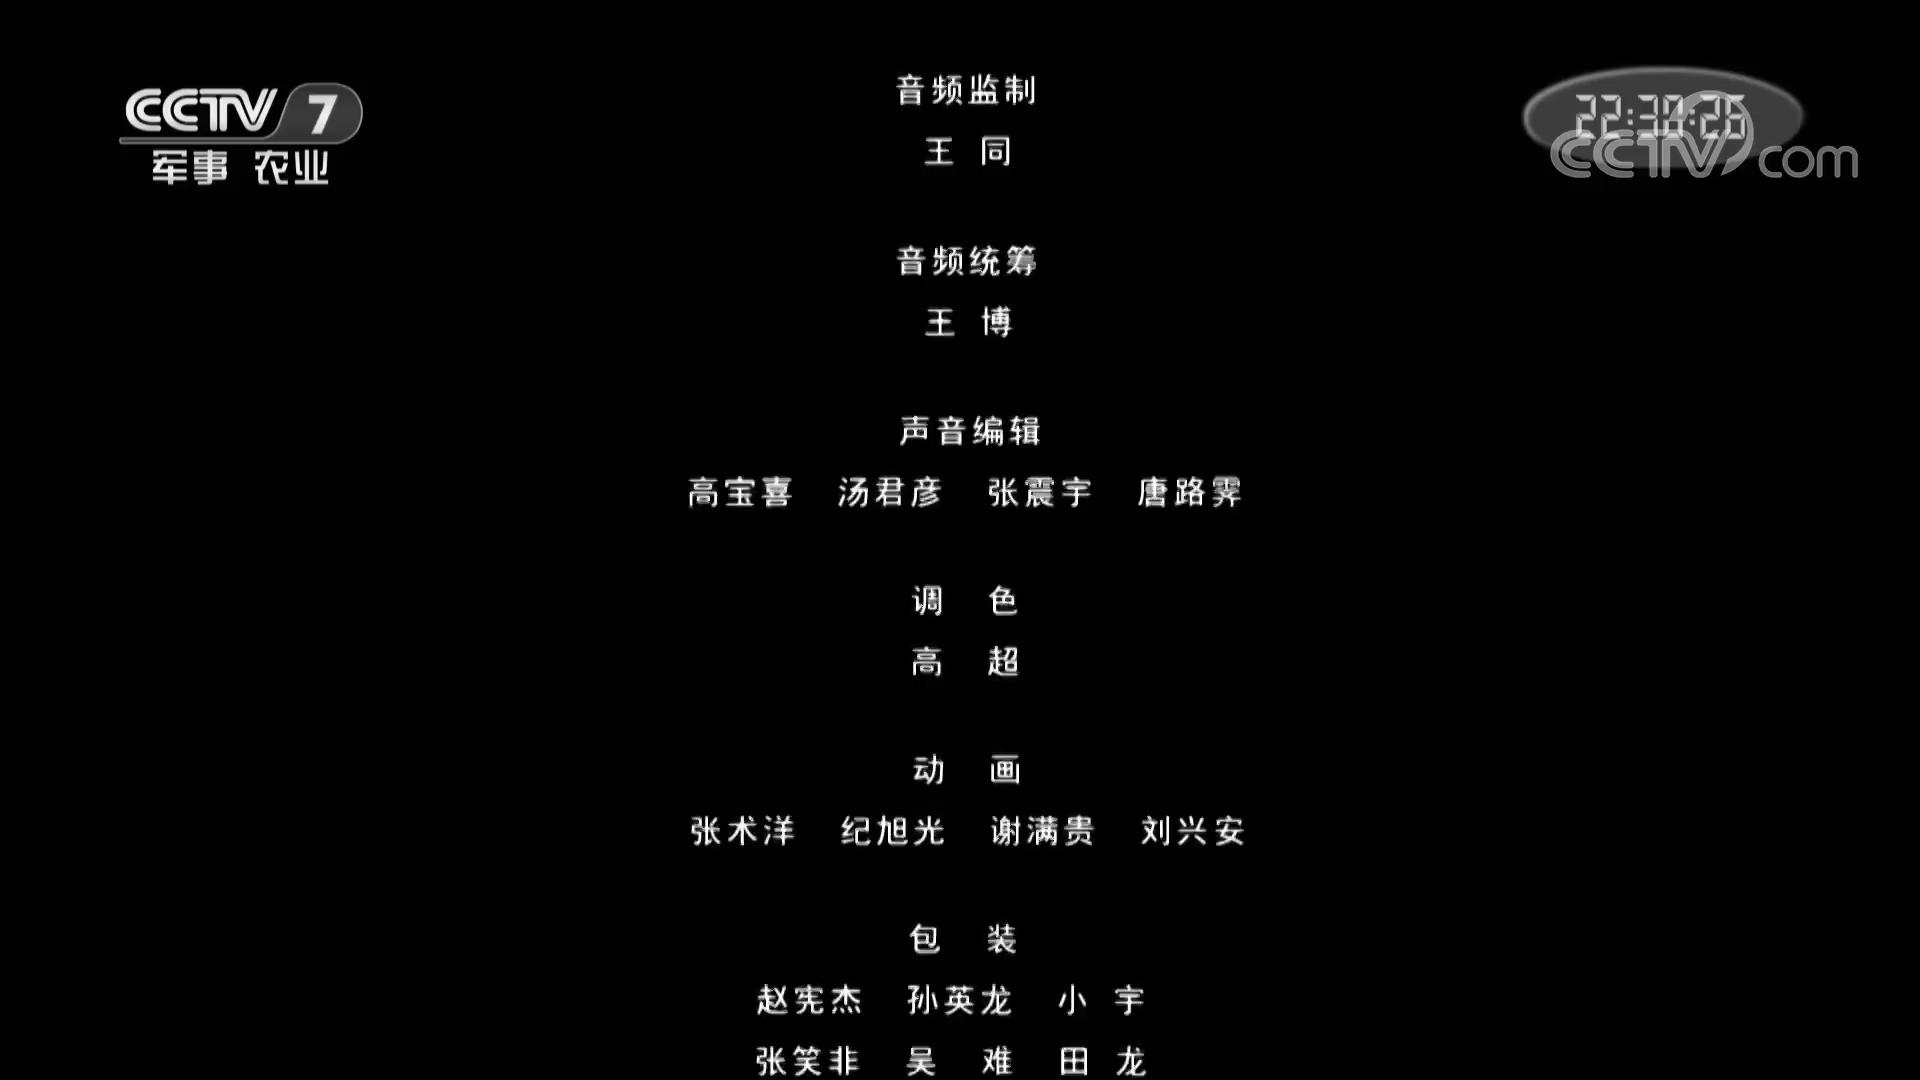 CCTV 7
军事 农业
22:38:26
CCTV com
音频监制
王 同
音频统筹
王 博
声音编辑
高宝喜 汤君彦 张震宇 唐路霁
调 色
高 超
动 画
张术洋 纪旭光 谢满贵 刘兴安
包 装
赵宪杰 孙英龙 小 宇
张笑非 吴 难 田 龙